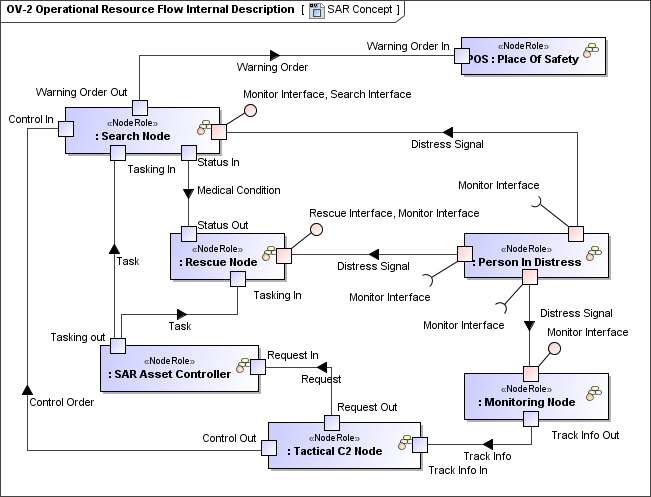 OV-2 Operational Resource Flow Internal Description [ SAR Concept ]
Warning Order In
«NodeRole»
POS : Place Of Safety
Warning Order
Warning Order Out
Monitor Interface, Search Interface
Control In
«NodeRole»
: Search Node
Distress Signal
Tasking In
Status In
Monitor Interface
Medical Condition
Rescue Interface, Monitor Interface
Status Out
«NodeRole»
: Rescue Node
«NodeRole»
: Person In Distress
Task
Distress Signal
Tasking In
Monitor Interface
Distress Signal
Task
Monitor Interface
Monitor Interface
Tasking out
Request In
«NodeRole»
: SAR Asset Controller
Request
«NodeRole»
: Monitoring Node
Control Order
Request Out
Track Info Out
Control Out
«NodeRole»
: Tactical C2 Node
Track Info
Track Info In